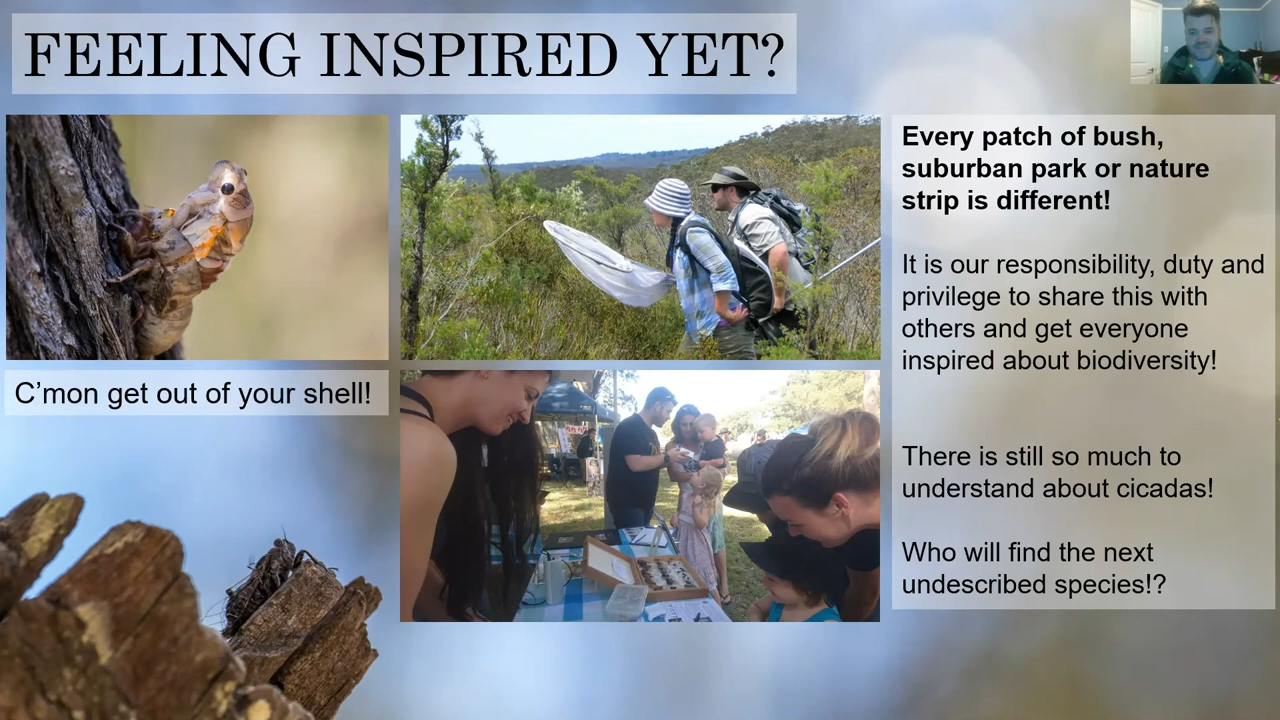 FEELING INSPIRED YET?
C’mon get out of your shell!
Every patch of bush,
suburban park or nature
strip is different!
It is our responsibility, duty and
privilege to share this with
others and get everyone
inspired about biodiversity!
There is still so much to
understand about cicadas!
Who will find the next
undescribed species!?